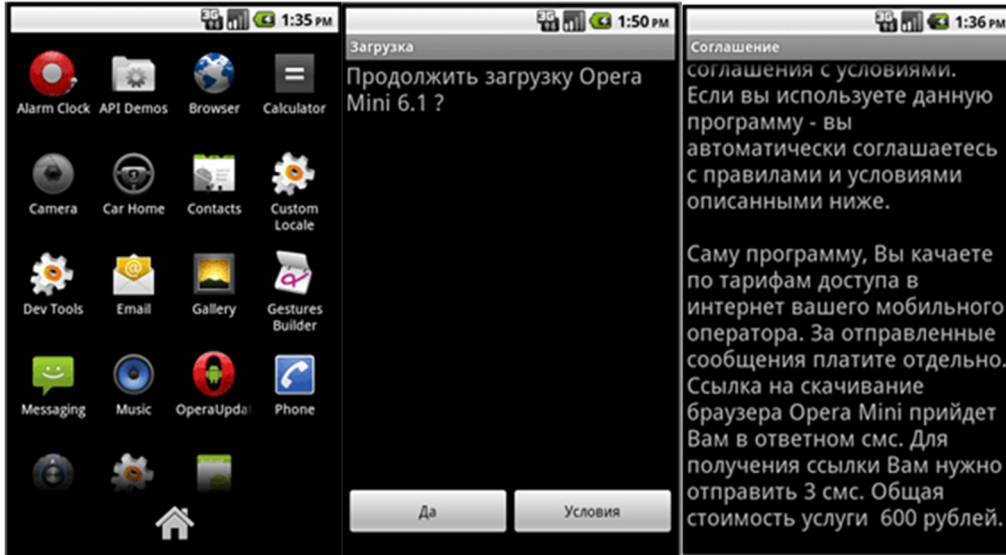 3G 1:35 PM
Alarm Clock API Demos Browser Calculator
Camera Car Home Contacts Custom
Locale
Dev Tools Email Gallery Gestures
Builder
Messaging Music OperaUpda Phone
3G 1:50 PM
Загрузка
Продолжить загрузку Opera
Mini 6.1 ?
Да Условия
3G 1:36 PM
Соглашение
соглашения с условиями.
Если вы используете данную
программу - вы
автоматически соглашаетесь
с правилами и условиями
описанными ниже.
Саму программу, Вы качаете
по тарифам доступа в
интернет вашего мобильного
оператора. За отправленные
сообщения платите отдельно.
Ссылка на скачивание
браузера Opera Mini прийдет
Вам в ответном смс. Для
получения ссылки Вам нужно
отправить 3 смс. Общая
стоимость услуги 600 рублей.